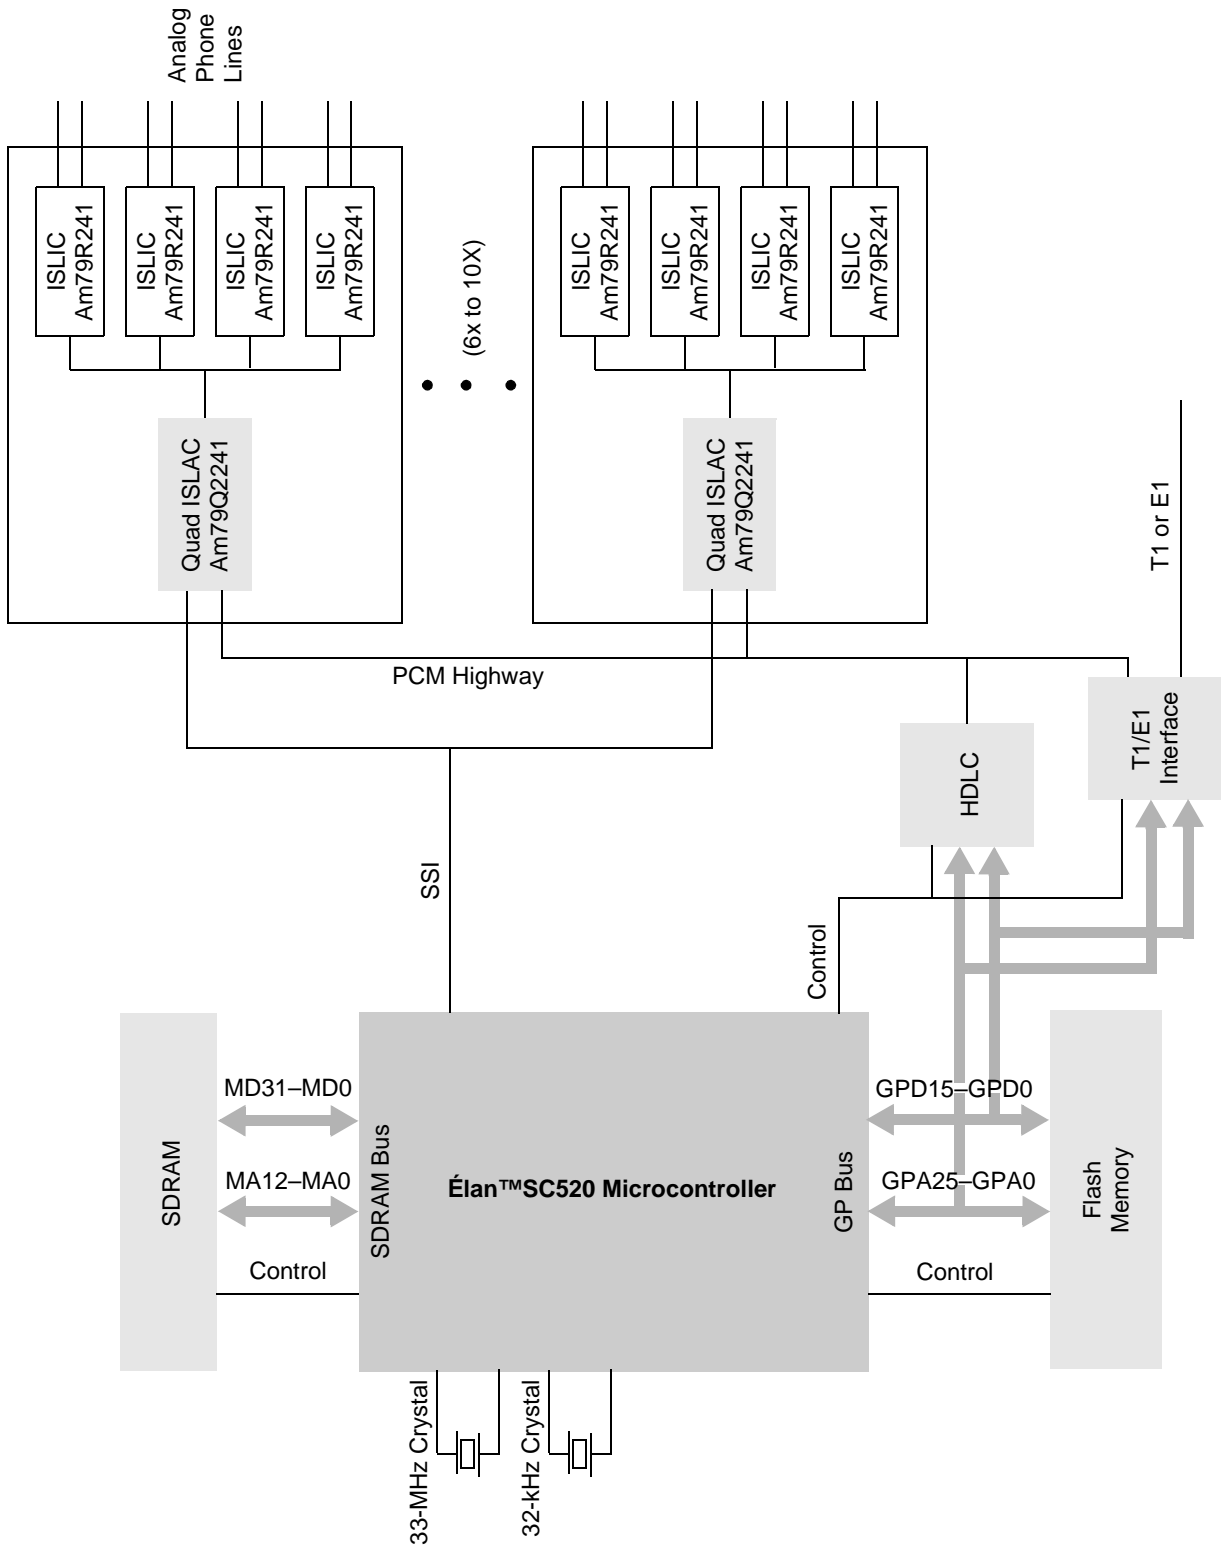 Analog
Phone
Lines
ISLIC
Am79R241
ISLIC
Am79R241
ISLIC
Am79R241
ISLIC
Am79R241
(6x to 10X)
ISLIC
Am79R241
ISLIC
Am79R241
ISLIC
Am79R241
ISLIC
Am79R241
Quad ISLAC
Am79Q2241
Quad ISLAC
Am79Q2241
T1 or E1
PCM Highway
HDLC
T1/E1
Interface
SSI
Control
SDRAM
MD31–MD0
MA12–MA0
Control
SDRAM Bus
Élan™SC520 Microcontroller
GP Bus
GPD15–GPD0
GPA25–GPA0
Control
Flash
Memory
33-MHz Crystal
32-kHz Crystal